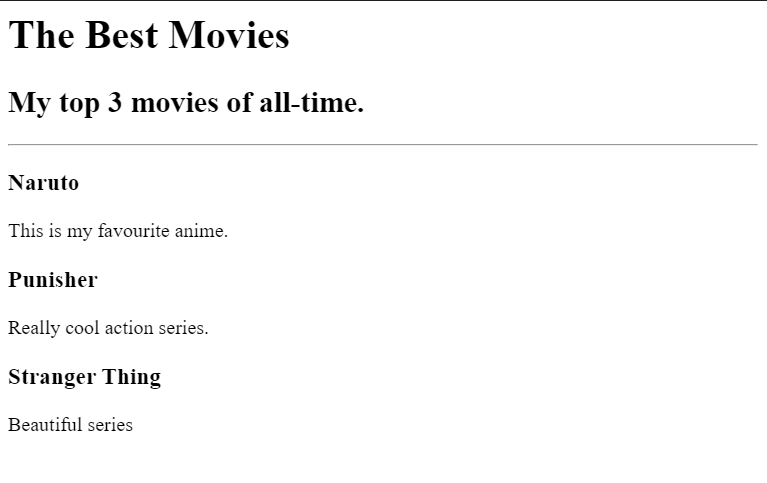 The Best Movies
My top 3 movies of all-time.
Naruto
This is my favourite anime.
Punisher
Really cool action series.
Stranger Thing
Beautiful series